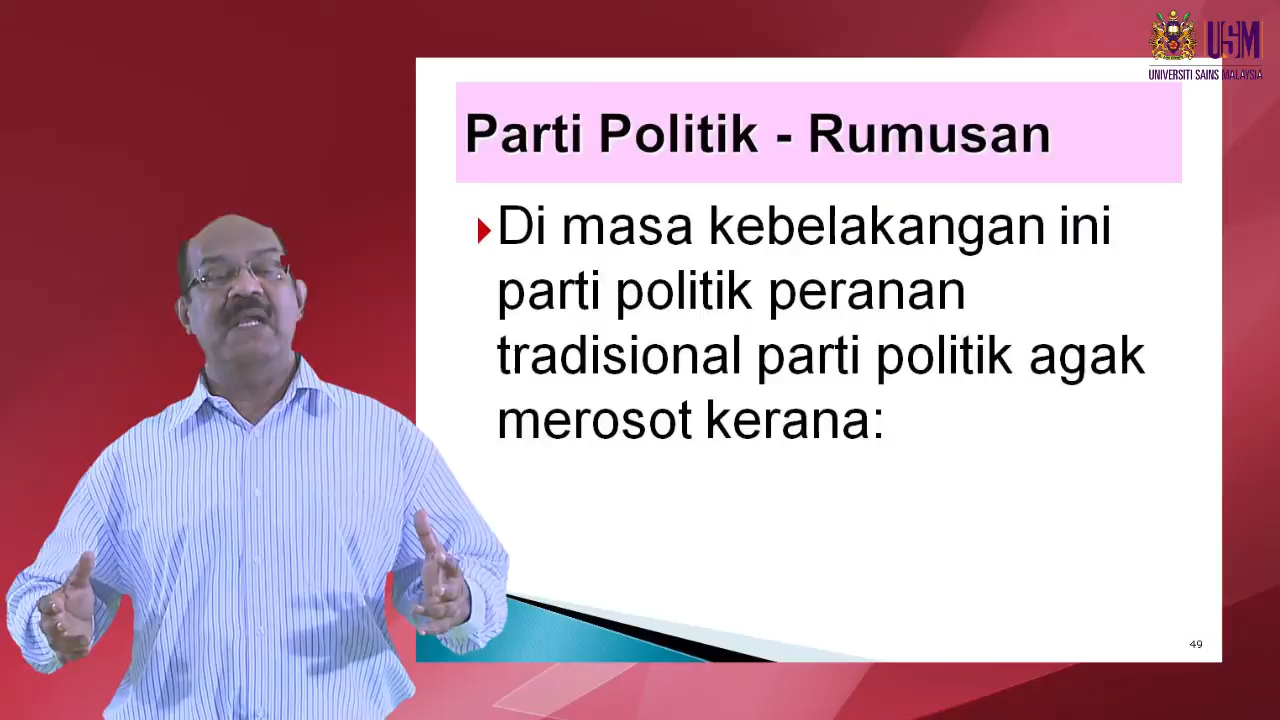 USM
UNIVERSITI SAINS MALAYSIA
Parti Politik - Rumusan
Di masa kebelakangan ini
parti politik peranan
tradisional parti politik agak
merosot kerana:
49